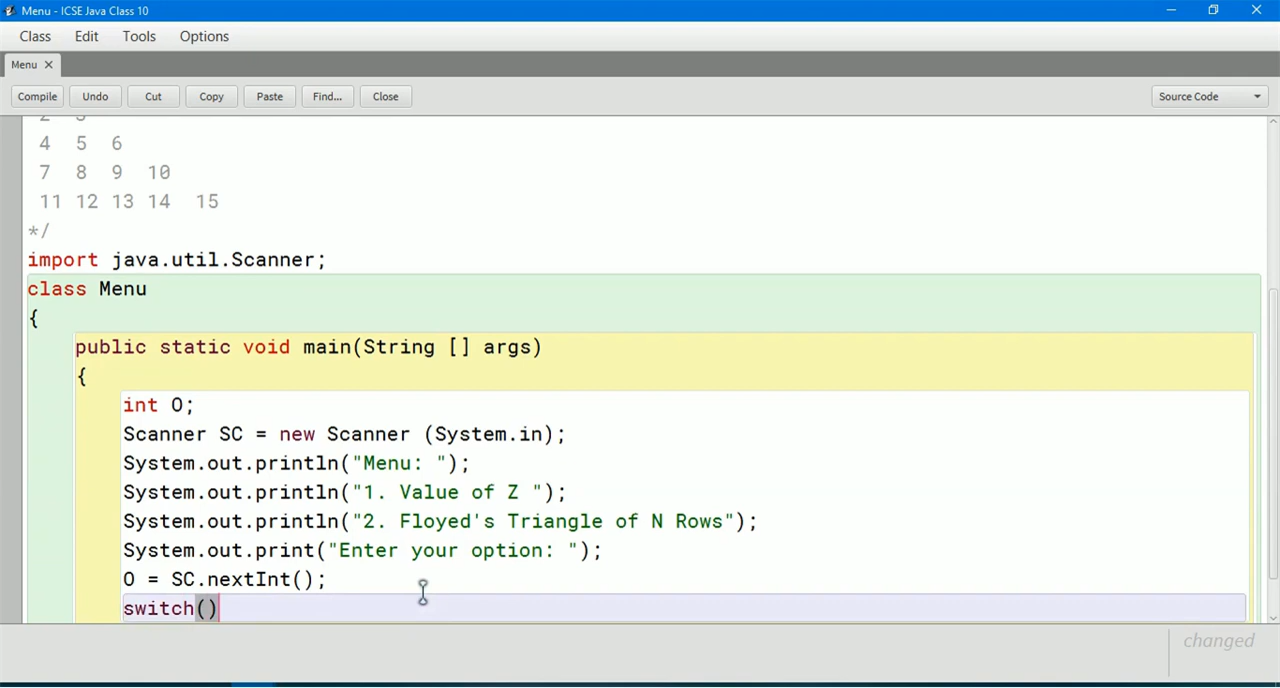 Menu - ICSE Java Class 10
Class Edit Tools Options
Menu
Compile Undo Cut Copy Paste Find... Close Source Code
4 5 6
7 8 9 10
11 12 13 14 15
*/
import java.util.Scanner;
class Menu
{
public static void main(String [] args)
{
int O;
Scanner SC = new Scanner (System.in);
System.out.println("Menu: ");
System.out.println("1. Value of Z ");
System.out.println("2. Floyed's Triangle of N Rows");
System.out.print("Enter your option: ");
O = SC.nextInt();
switch()
changed